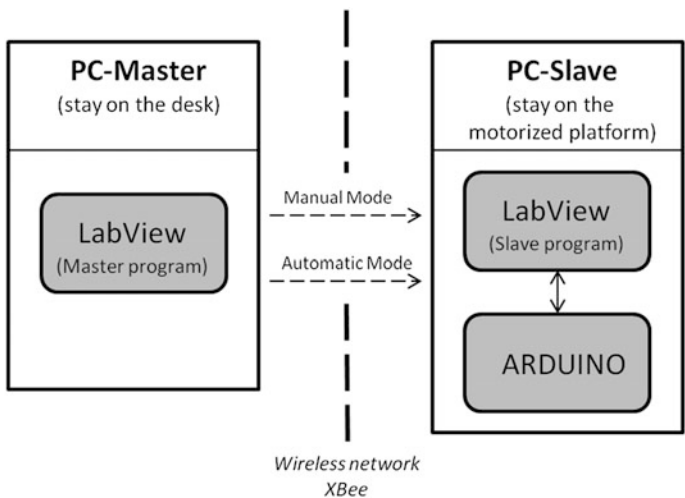 PC-Master
(stay on the desk)
LabView
(Master program)
Manual Mode
Automatic Mode
PC-Slave
(stay on the
motorized platform)
LabView
(Slave program)
ARDUINO
Wireless network
XBee